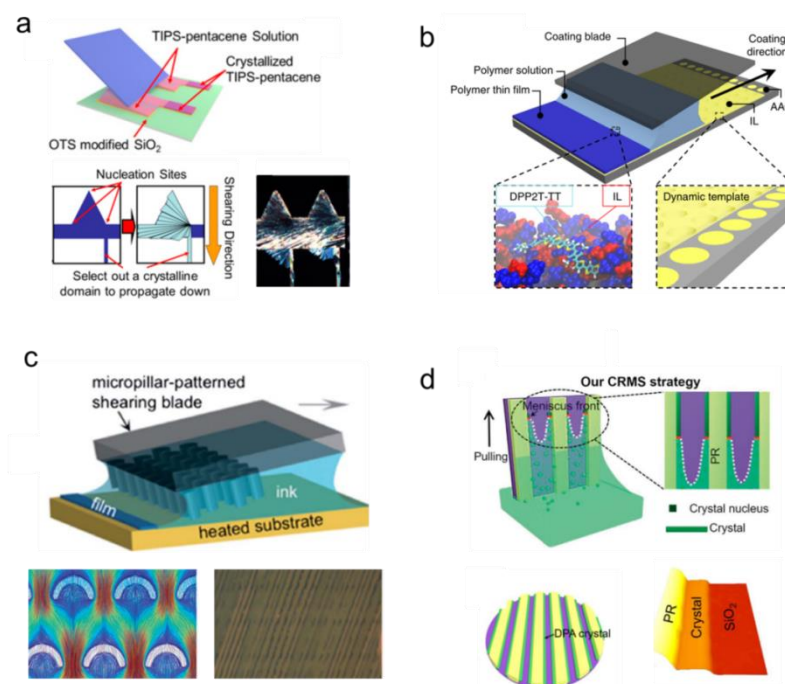 a
TIPS-pentacene Solution
Crystallized
TIPS-pentacene
OTS modified SiO2
Nucleation Sites
Shearing Direction
Select out a crystalline
domain to propagate down
b
Coating blade
Coating
direction
Polymer solution
Polymer thin film
IL
DPP2T-TT
IL
Dynamic template
c
micropillar-patterned
shearing blade
film
ink
heated substrate
d
Our CRMS strategy
Meniscus front
Pulling
PR
Crystal nucleus
Crystal
DPA crystal
PR
Crystal
SiO2